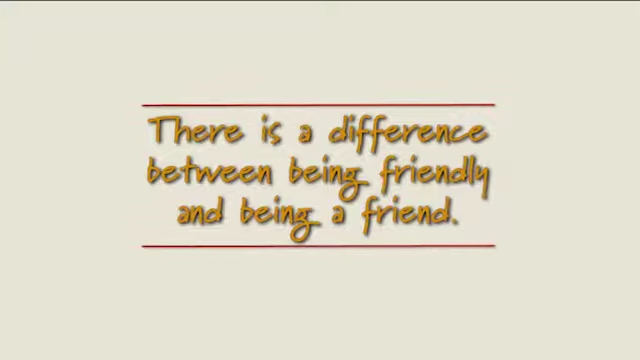 There is a difference
between being friendly
and being a friend.